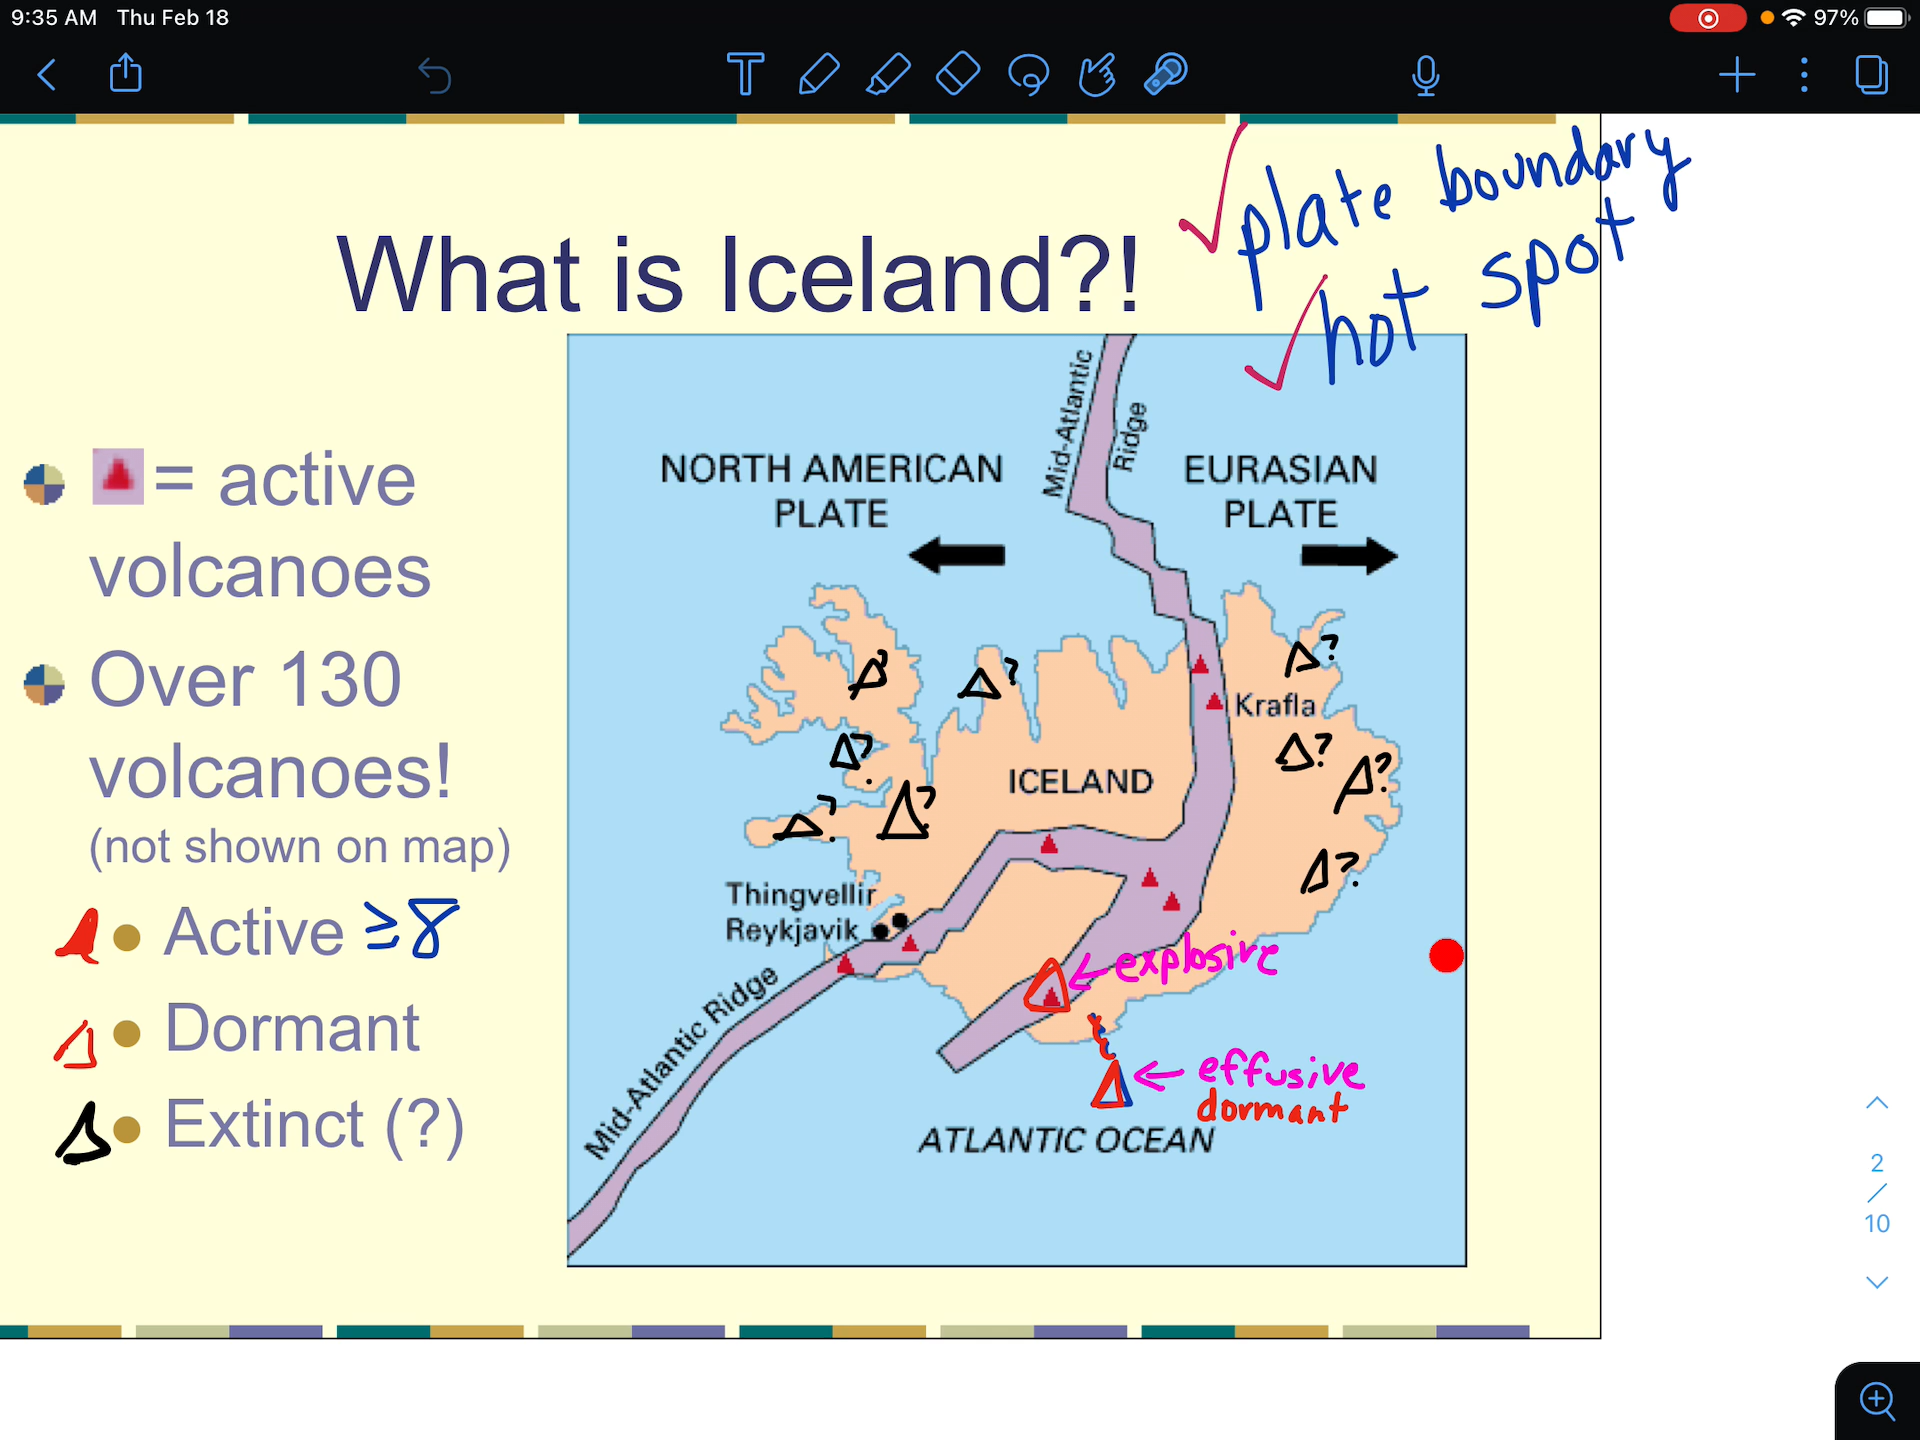 9:35 AM Thu Feb 18
97%
plate boundary
What is Iceland?!
hot spot
Mid-Atlantic
Ridge
NORTH AMERICAN
PLATE
EURASIAN
PLATE
= active
volcanoes
Over 130
volcanoes!
(not shown on map)
Active ≥8
Dormant
Extinct (?)
?
?
?
?
?
?
?
?
?
Krafla
ICELAND
Thingvellir
Reykjavik
explosive
Mid-Atlantic Ridge
effusive
dormant
ATLANTIC OCEAN
2
/
10